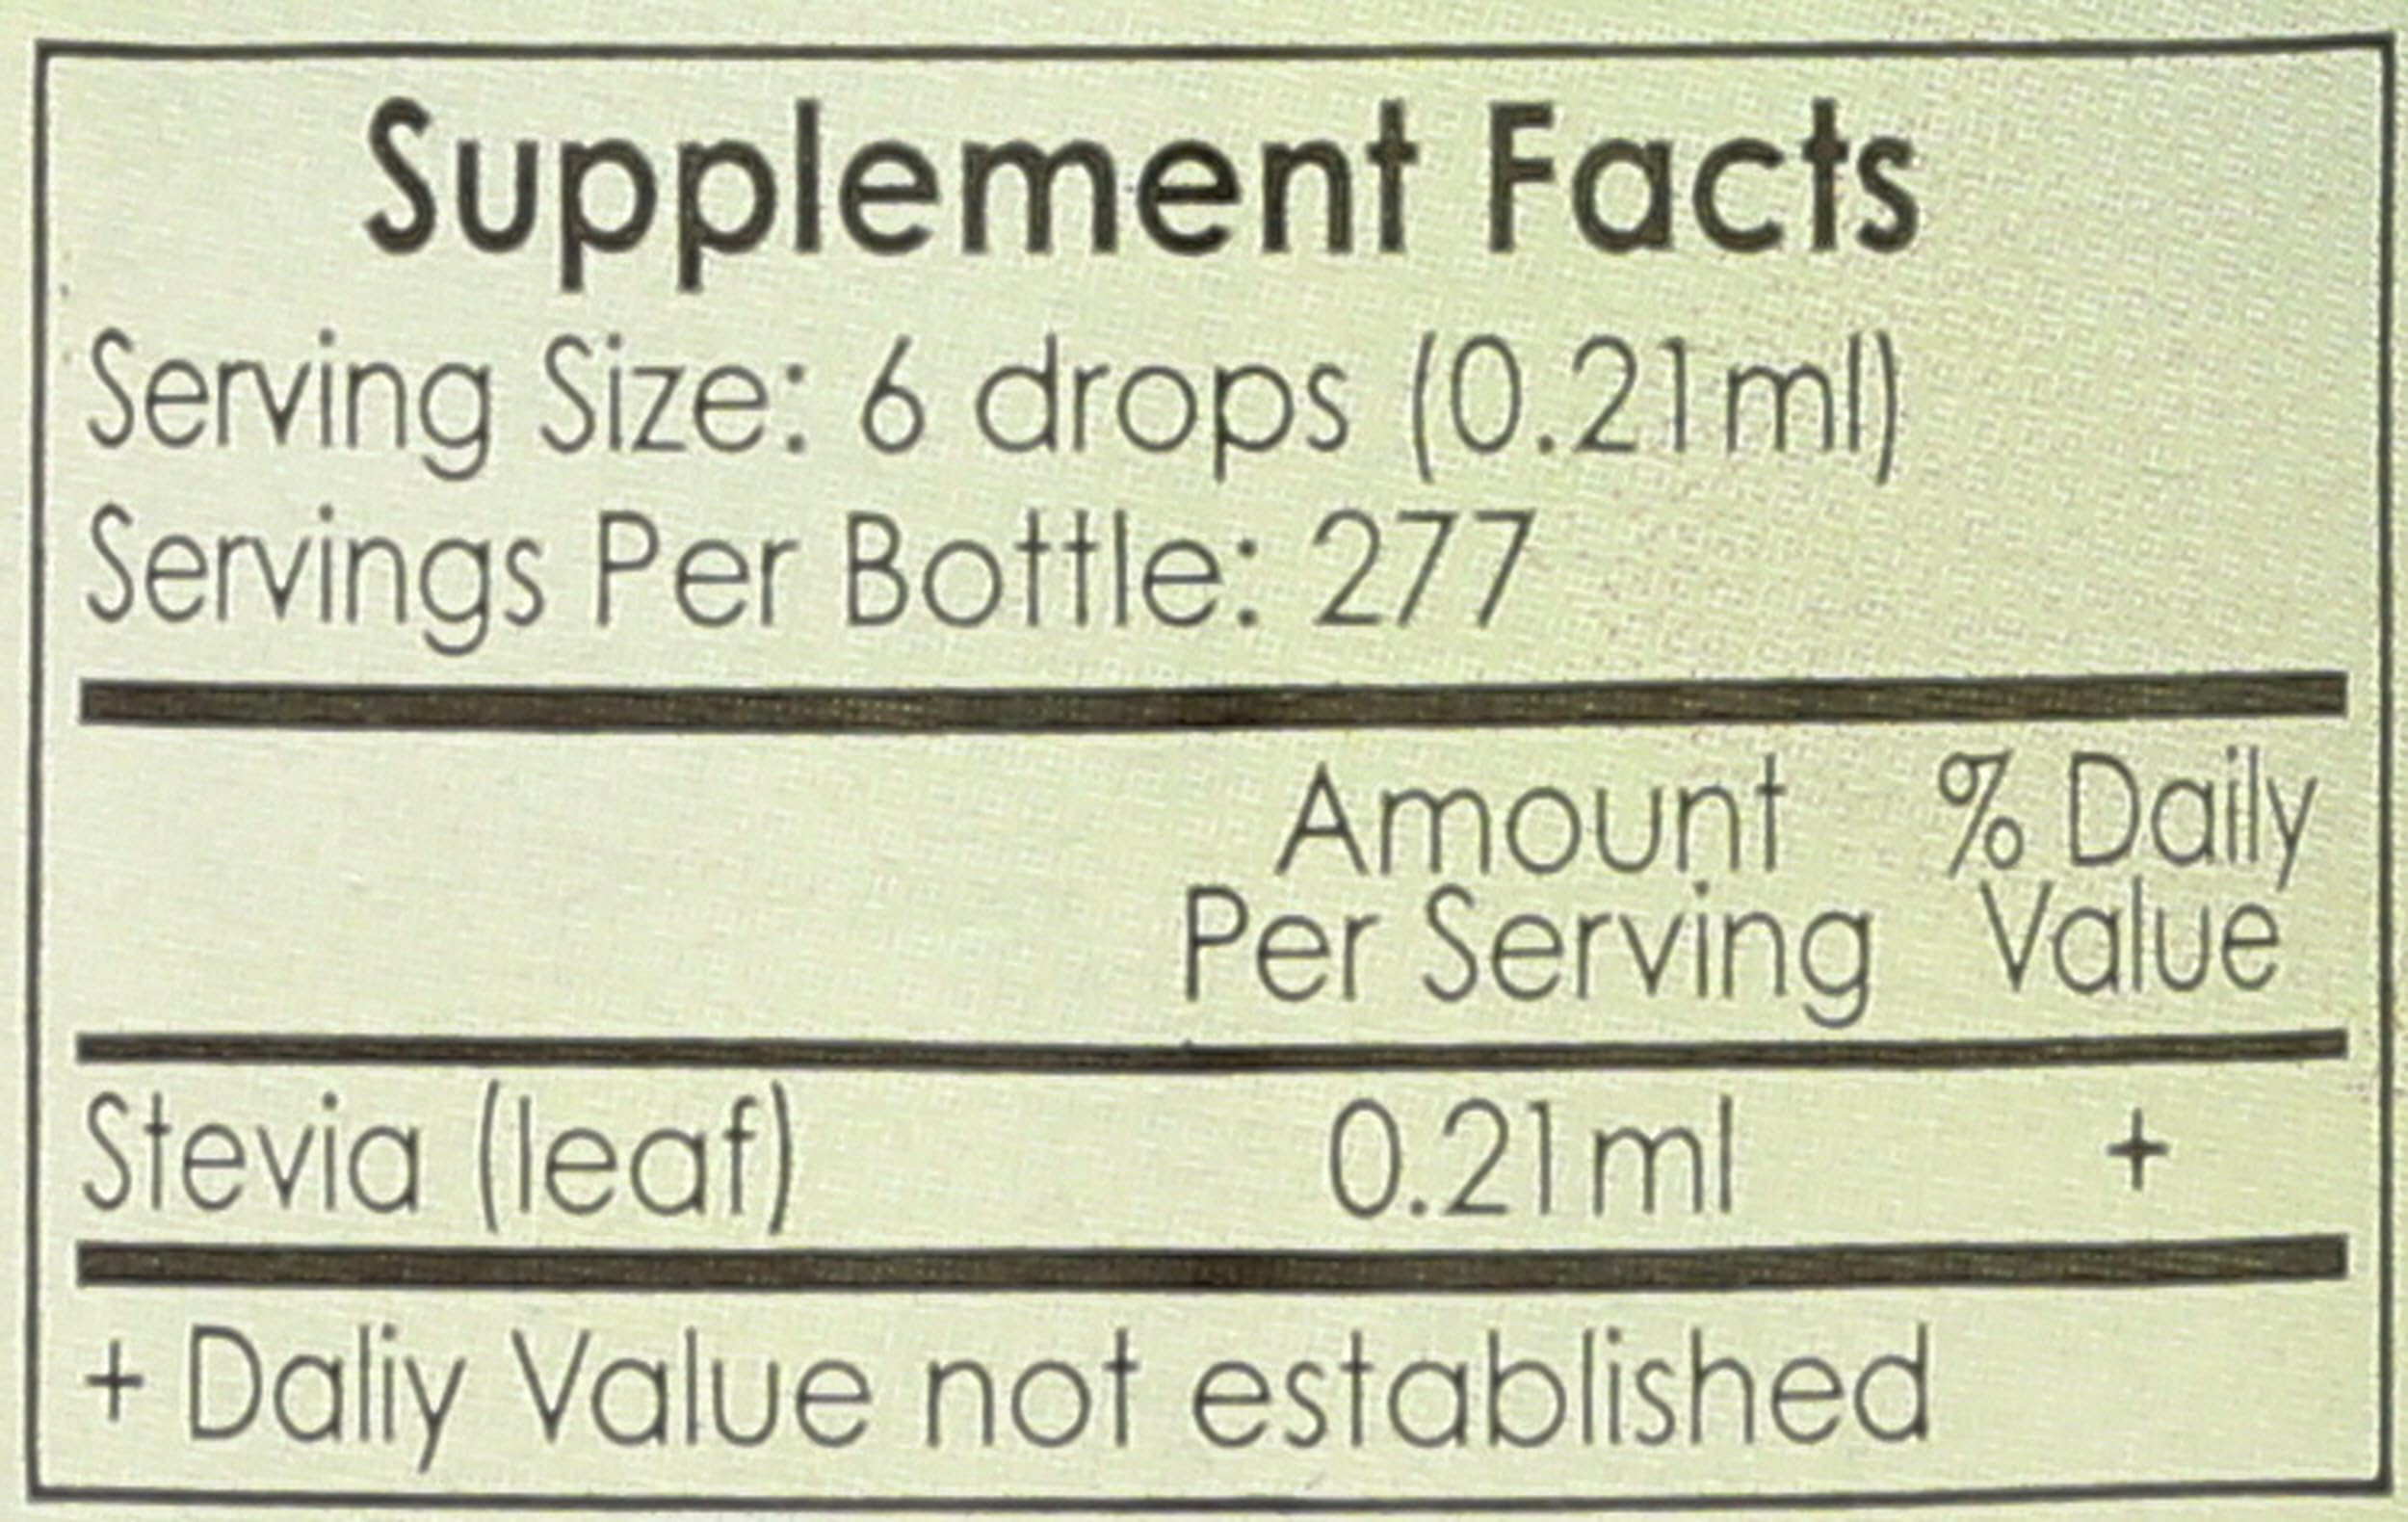 Supplement Facts
Serving Size: 6 drops (0.21ml)
Servings Per Bottle: 277
Amount % Daily
Per Serving Value
Stevia (leaf) 0.21ml +
+ Daliy Value not established